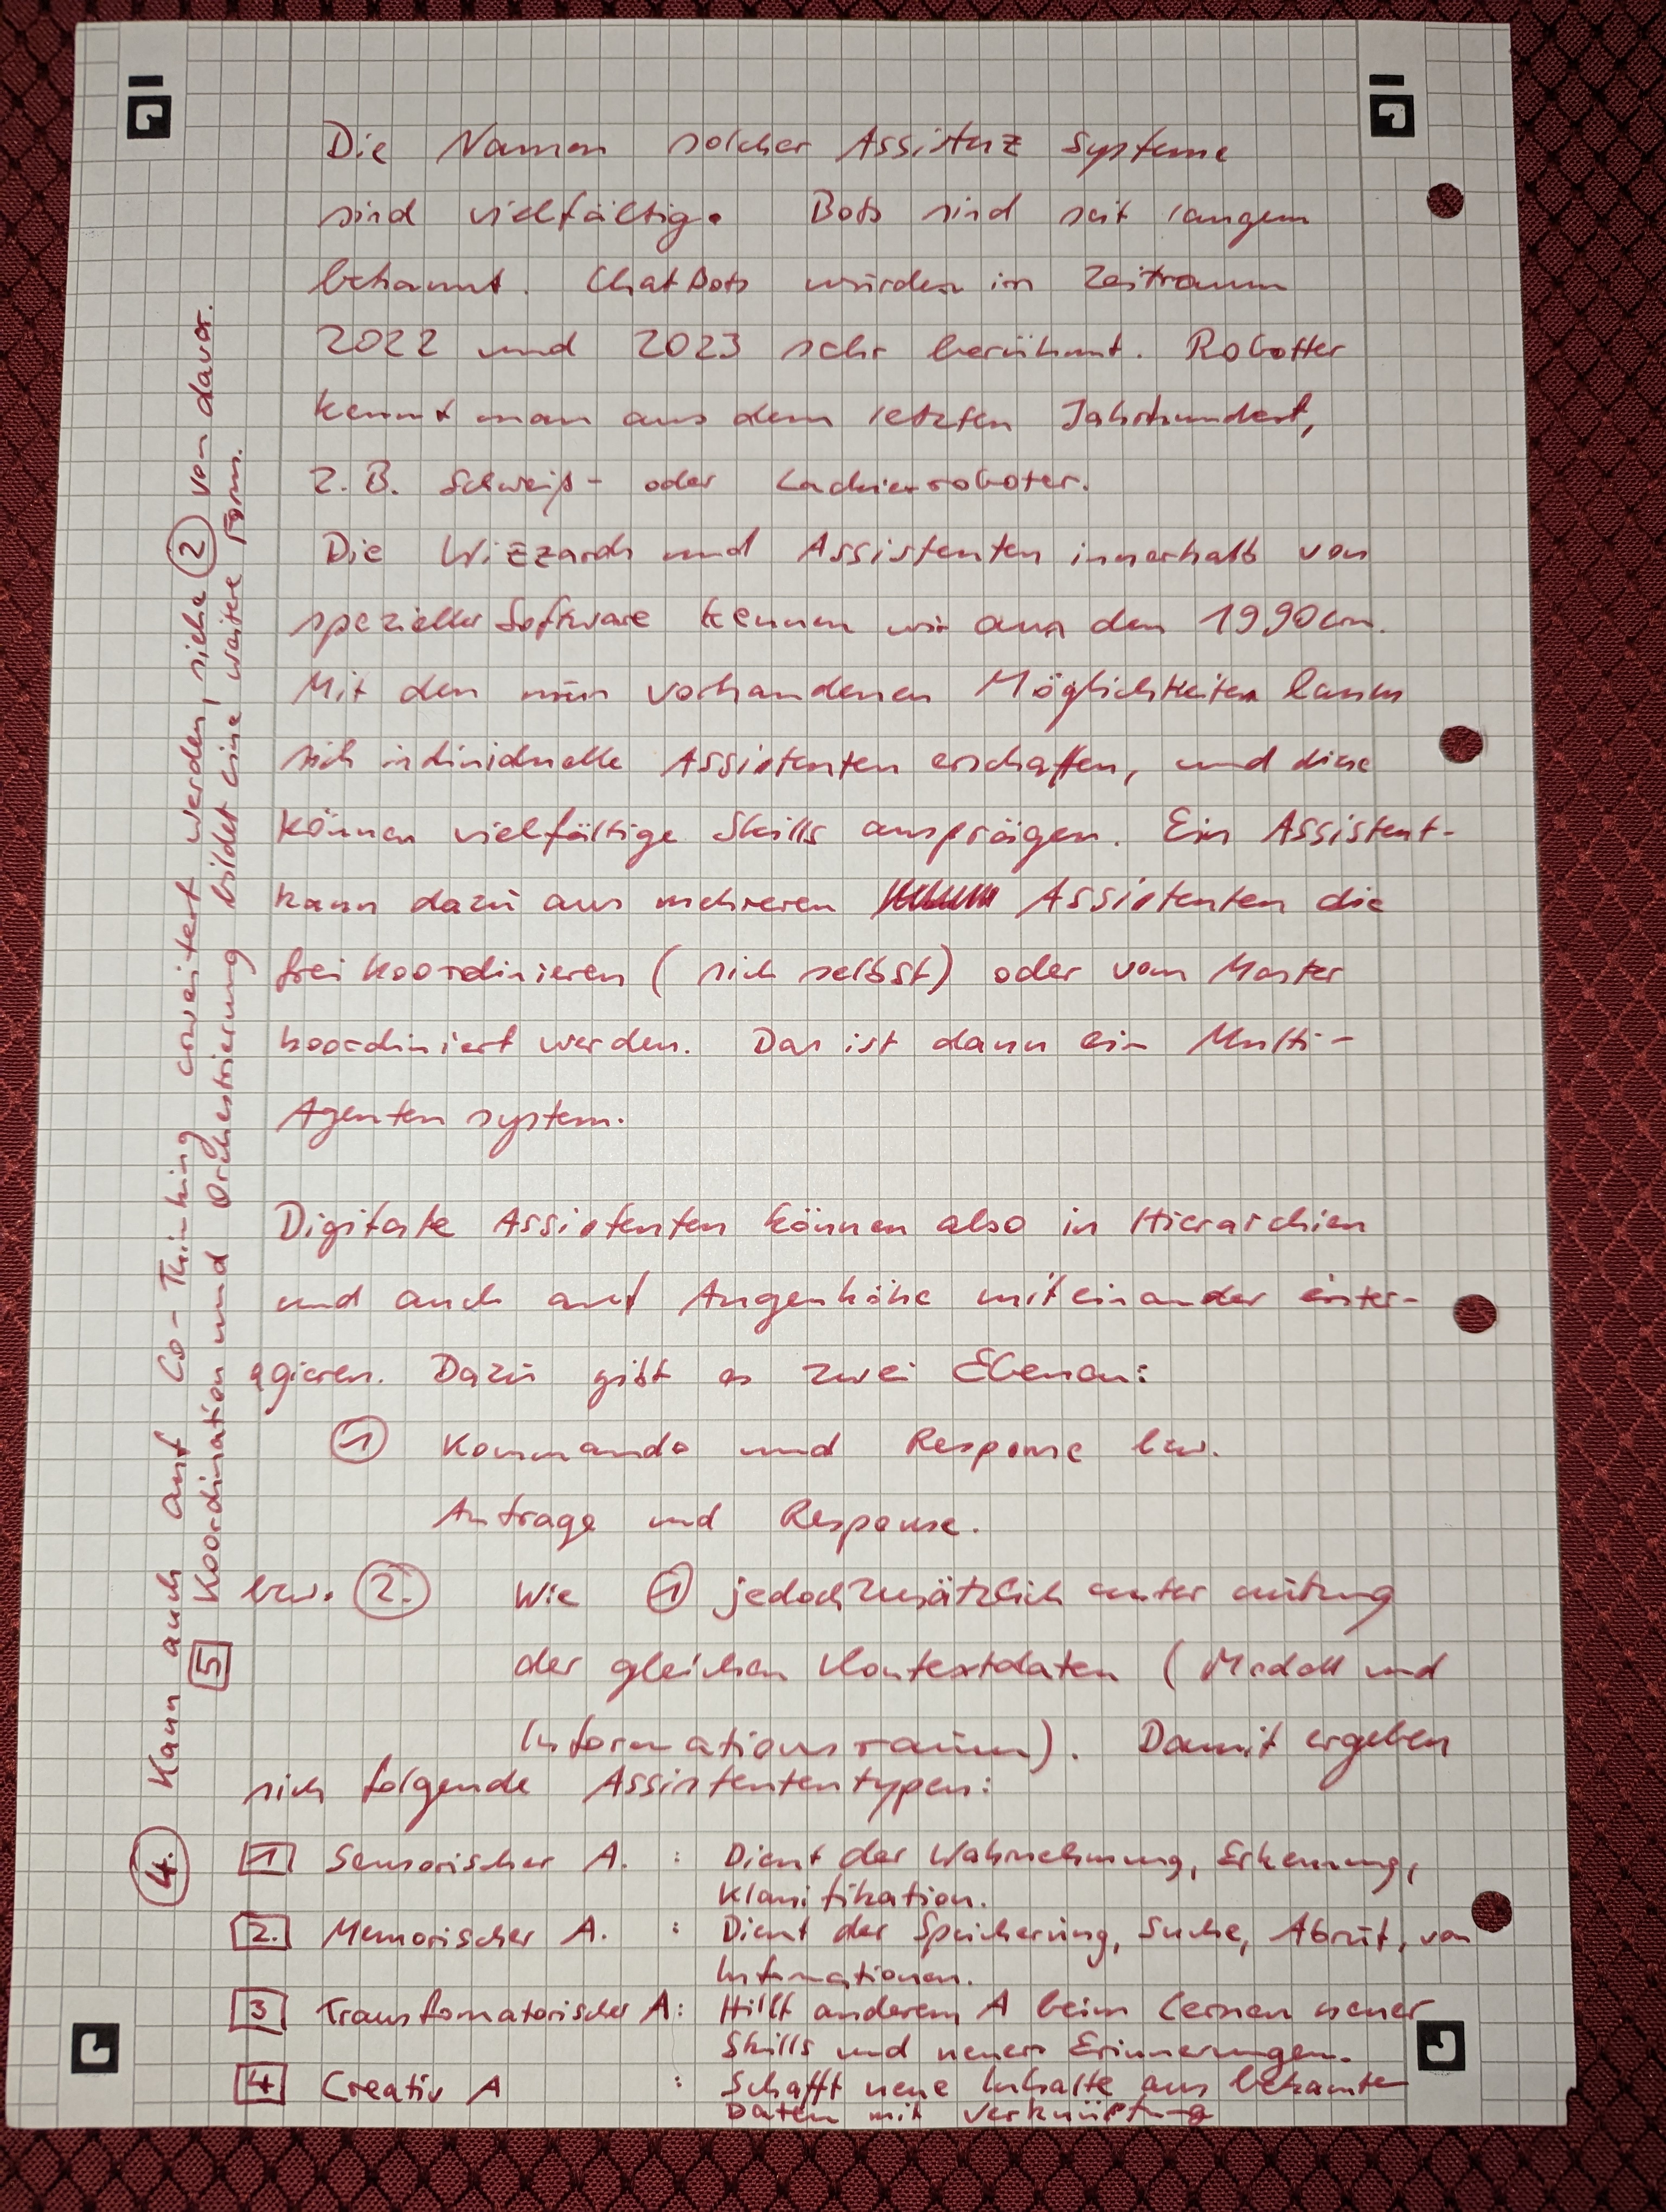 Die Namen solcher Assistenz Systeme
sind vielfältig. Bots sind seit langem
bekannt. ChatBots wurden im Zeitraum
2022 und 2023 sehr berühmt. Robotter
kennt man aus dem letzten Jahrhundert,
z.B. Schweiß- oder Lackierroboter.
Die Wizzards und Assistenten innerhalb von
spezieller Software kennen wir aus den 1990ern.
Mit den nun vorhandenen Möglichkeiten lassen
sich individuelle Assistenten erschaffen, und diese
können vielfältige Skills ausprägen. Ein Assistent-
kann dazu aus mehreren Assistenten die
frei koordinieren (sich selbst) oder vom Master
koordiniert werden. Das ist dann ein Multi-
Agentensystem.
Digitale Assistenten können also in Hierarchien
und auch auf Augenhöhe miteinander inter-
agieren. Dazu gibt es zwei Ebenen:
1 Kommando und Response bzw.
Anfrage und Response.
bzw. 2. Wie 1 jedoch zusätzlich unter nutzung
der gleichen Kontextdaten (Modell und
Informationsraum). Damit ergeben
sich folgende Assistententypen:
4.
1 Sensorischer A. : Dient der Wahrnehmung, Erkennung,
Klassifikation.
2. Memorischer A. : Dient der Speicherung, Suche, Abruf, von
Informationen.
3 Transfomatorischer A: Hilft anderem A beim Lernen neuer
Skills und neuer Erinnerungen.
4 Creativ A : Schafft neue Inhalte aus bekannten
Daten mit Verknüpfung
Kann auch auf Co-Thinking erweitert werden, siehe 2 von davor.
5 Koordination und Orchestrierung bildet eine weitere Form.